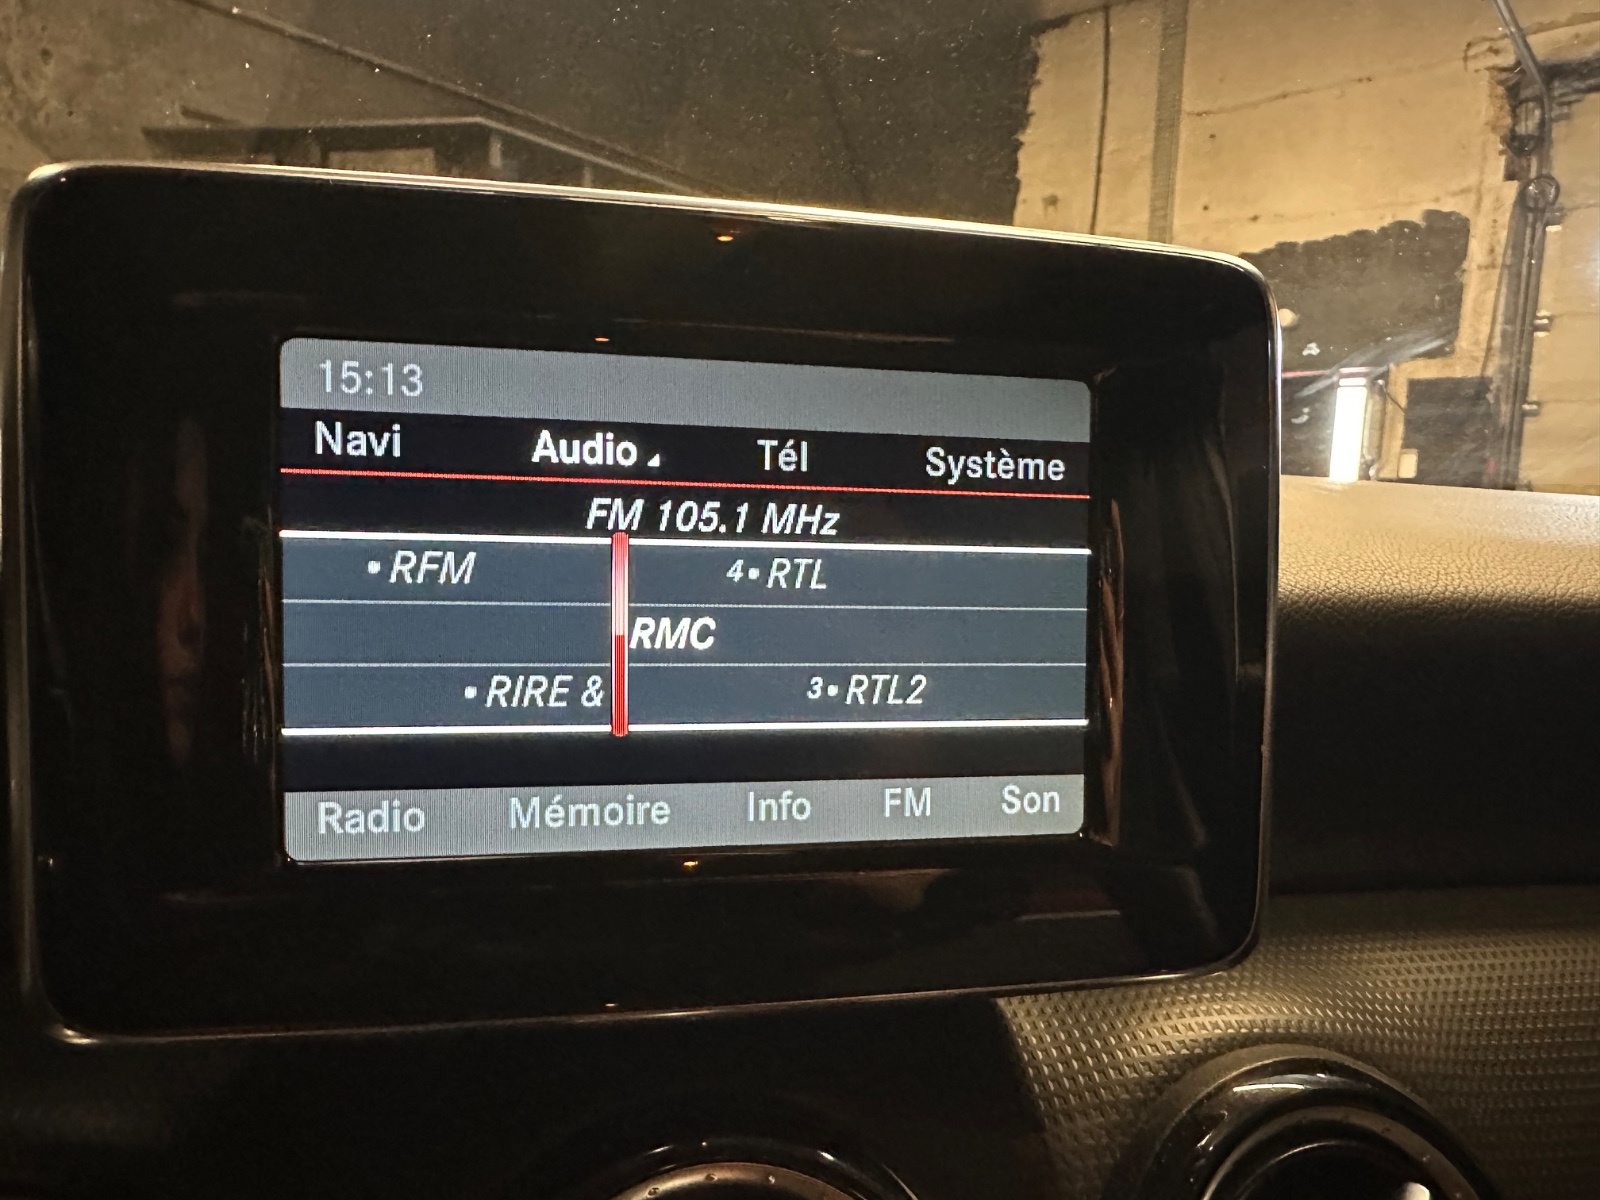 15:13
Navi Audio Tél Système
FM 105.1 MHz
• RFM 4• RTL
RMC
• RIRE & 3• RTL2
Radio Mémoire Info FM Son